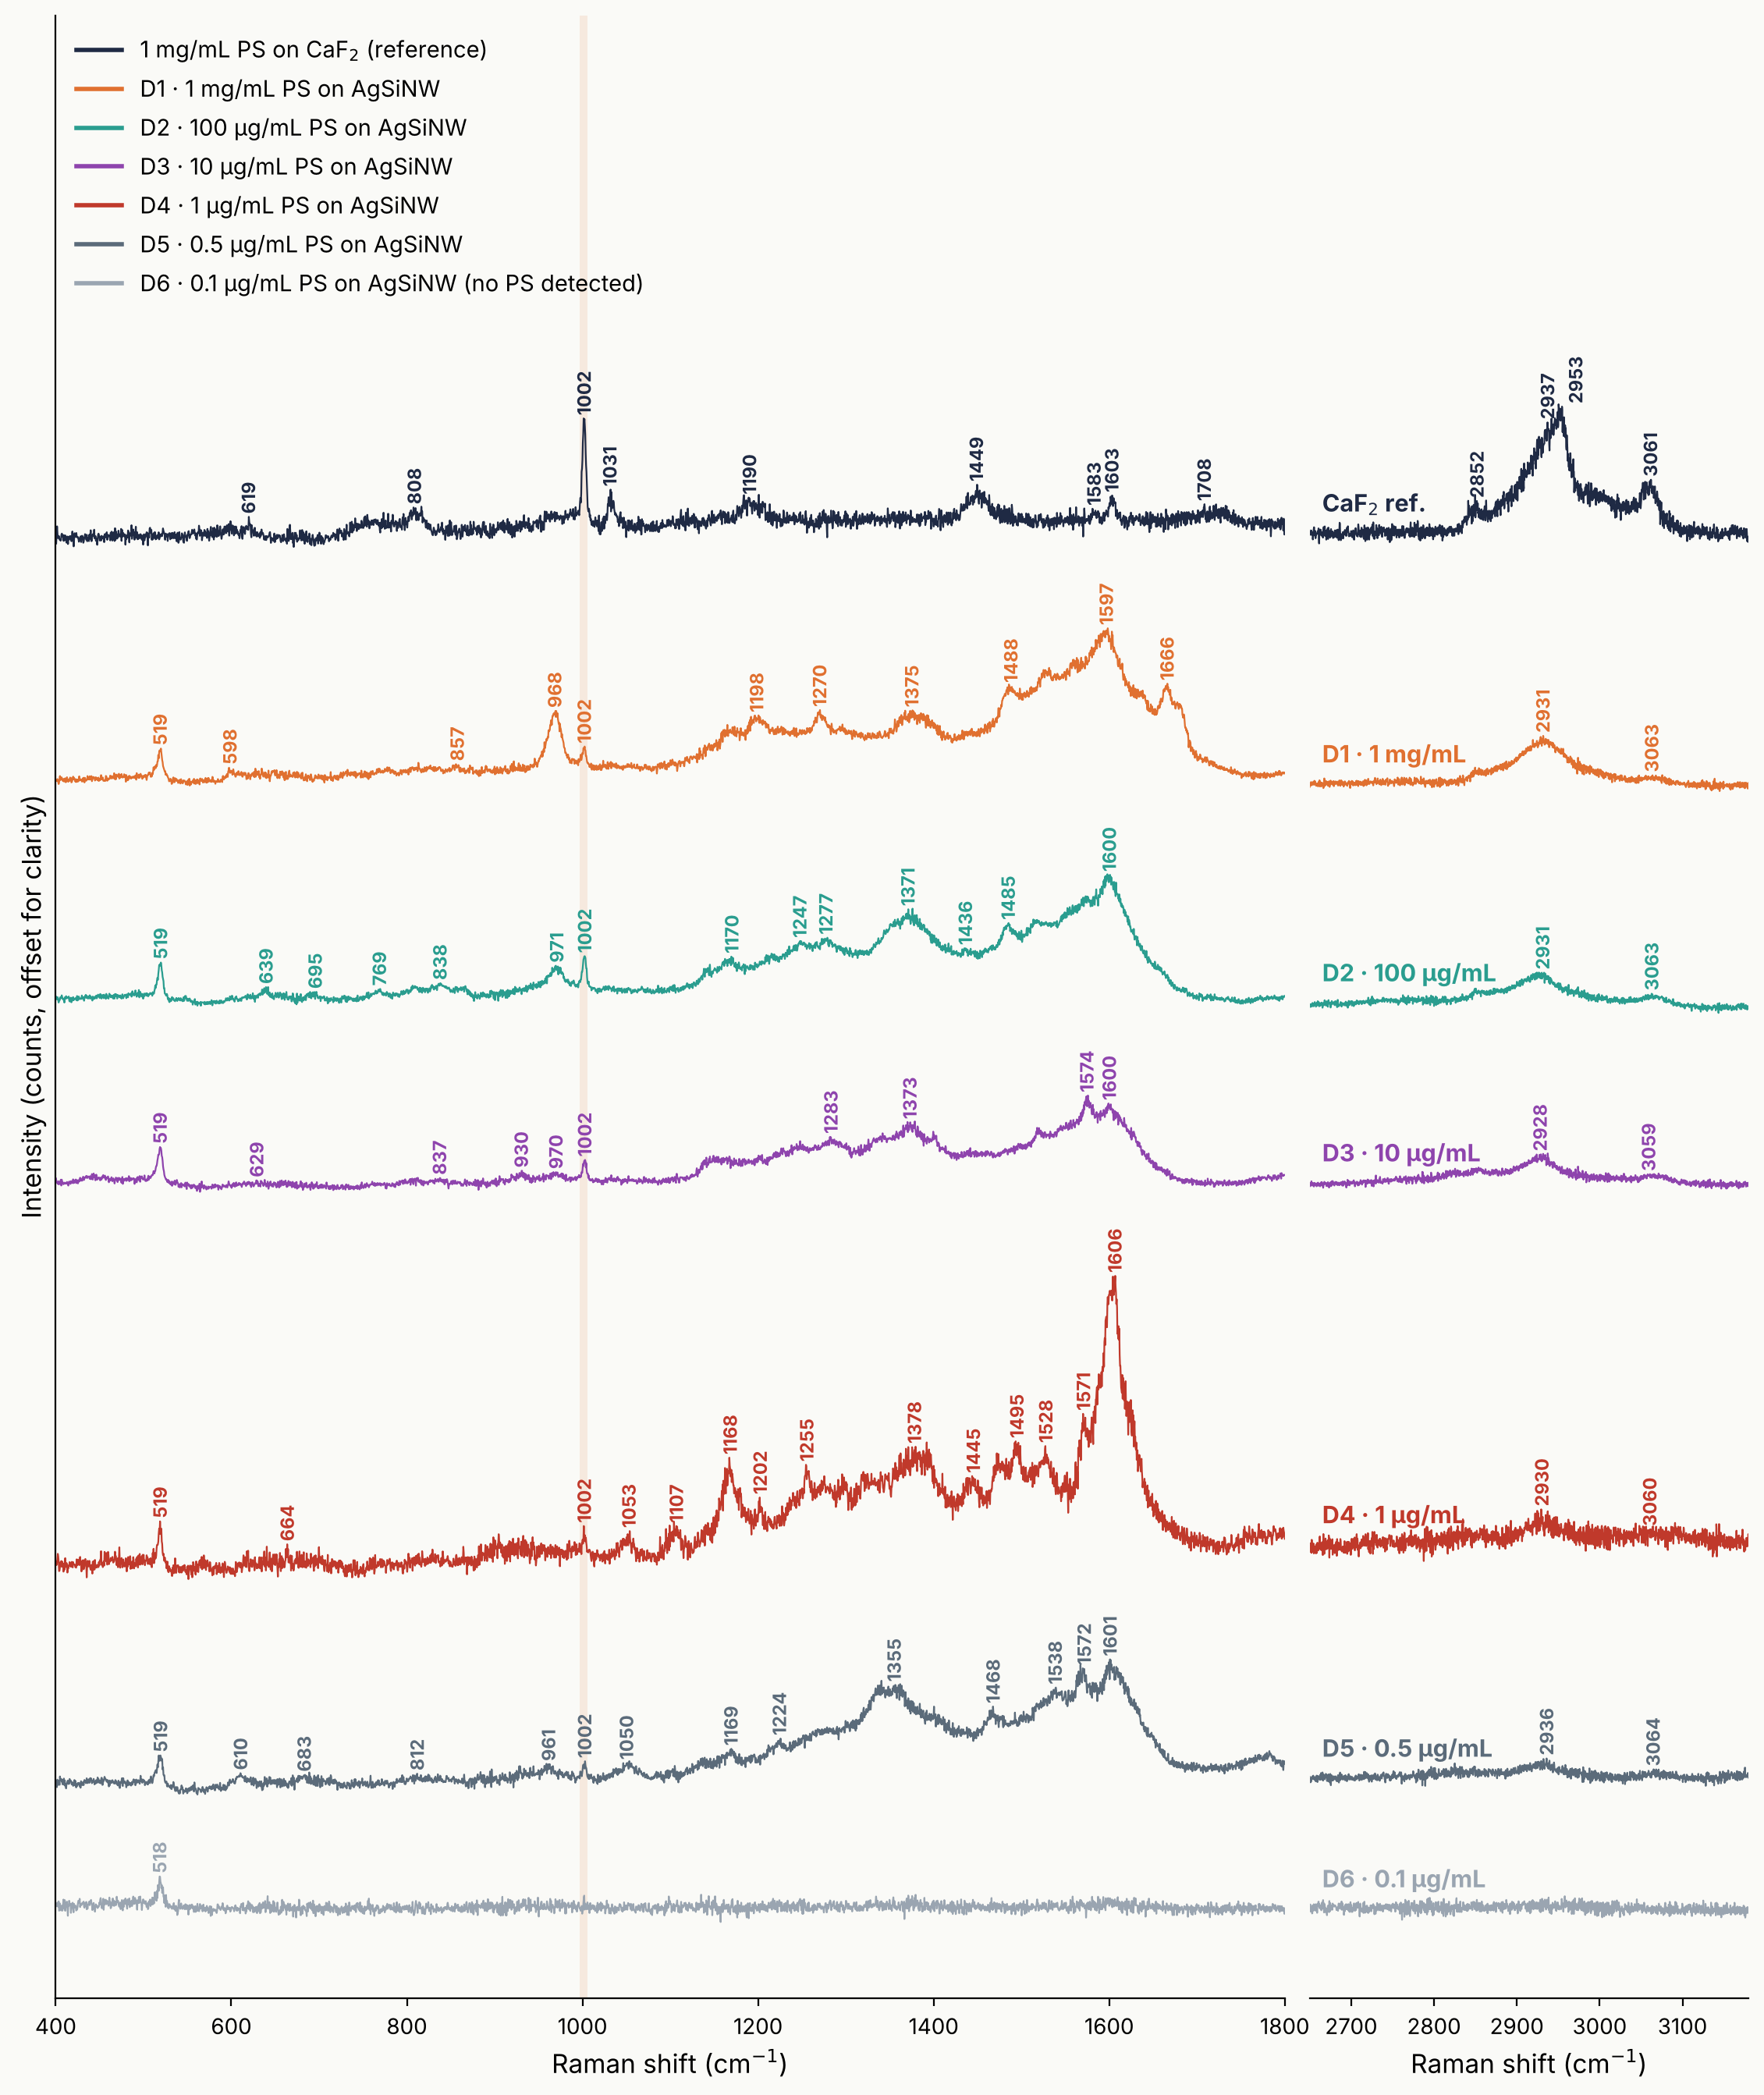 1 mg/mL PS on CaF₂ (reference)
D1 · 1 mg/mL PS on AgSiNW
D2 · 100 µg/mL PS on AgSiNW
D3 · 10 µg/mL PS on AgSiNW
D4 · 1 µg/mL PS on AgSiNW
D5 · 0.5 µg/mL PS on AgSiNW
D6 · 0.1 µg/mL PS on AgSiNW (no PS detected)
619 808 1002 1031 1190 1449 1583 1603 1708
CaF₂ ref.
2852 2937 2953 3061
519 598 857 968 1002 1198 1270 1375 1488 1597 1666
D1 · 1 mg/mL
2931 3063
519 639 695 769 838 971 1002 1170 1247 1277 1371 1436 1485 1600
D2 · 100 µg/mL
2931 3063
519 629 837 930 970 1002 1283 1373 1574 1600
D3 · 10 µg/mL
2928 3059
519 664 1002 1053 1107 1168 1202 1255 1378 1445 1495 1528 1571 1606
D4 · 1 µg/mL
2930 3060
519 610 683 812 961 1002 1050 1169 1224 1355 1468 1538 1572 1601
D5 · 0.5 µg/mL
2936 3064
518
D6 · 0.1 µg/mL
Intensity (counts, offset for clarity)
400 600 800 1000 1200 1400 1600 1800
2700 2800 2900 3000 3100
Raman shift (cm⁻¹)
Raman shift (cm⁻¹)